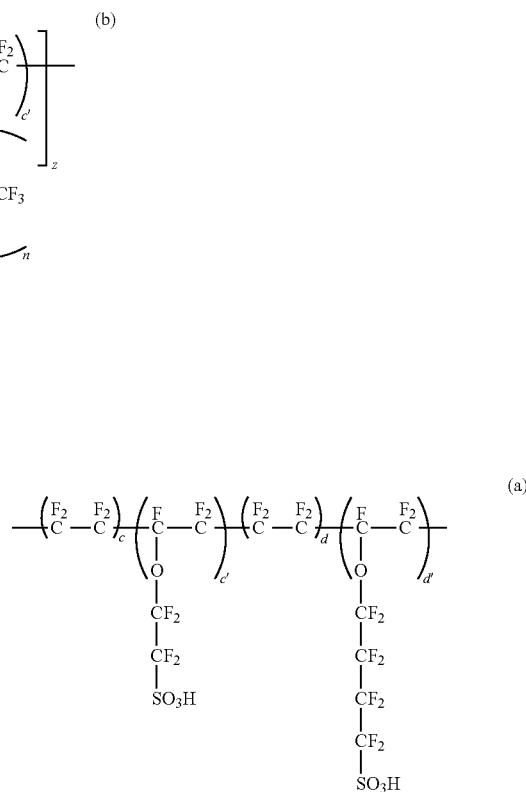 (b)
F2
C
c'
z
CF3
n
(a)
F2 F2 F F2 F2 F2 F F2
C C c C C C C d C C
O c' O d'
CF2 CF2
CF2 CF2
SO3H CF2
CF2
SO3H